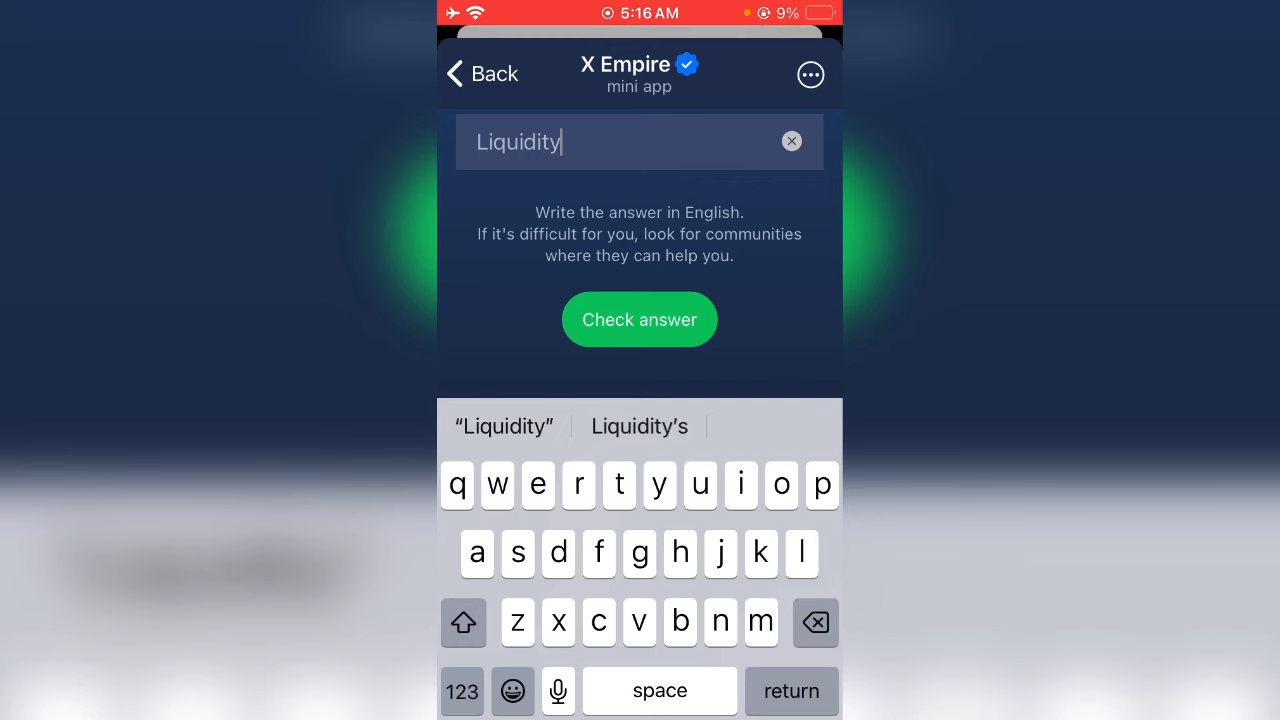 5:16 AM
9%
Back
X Empire
mini app
Liquidity
Write the answer in English.
If it's difficult for you, look for communities
where they can help you.
Check answer
“Liquidity” Liquidity’s
q w e r t y u i o p
a s d f g h j k l
z x c v b n m
123 space return